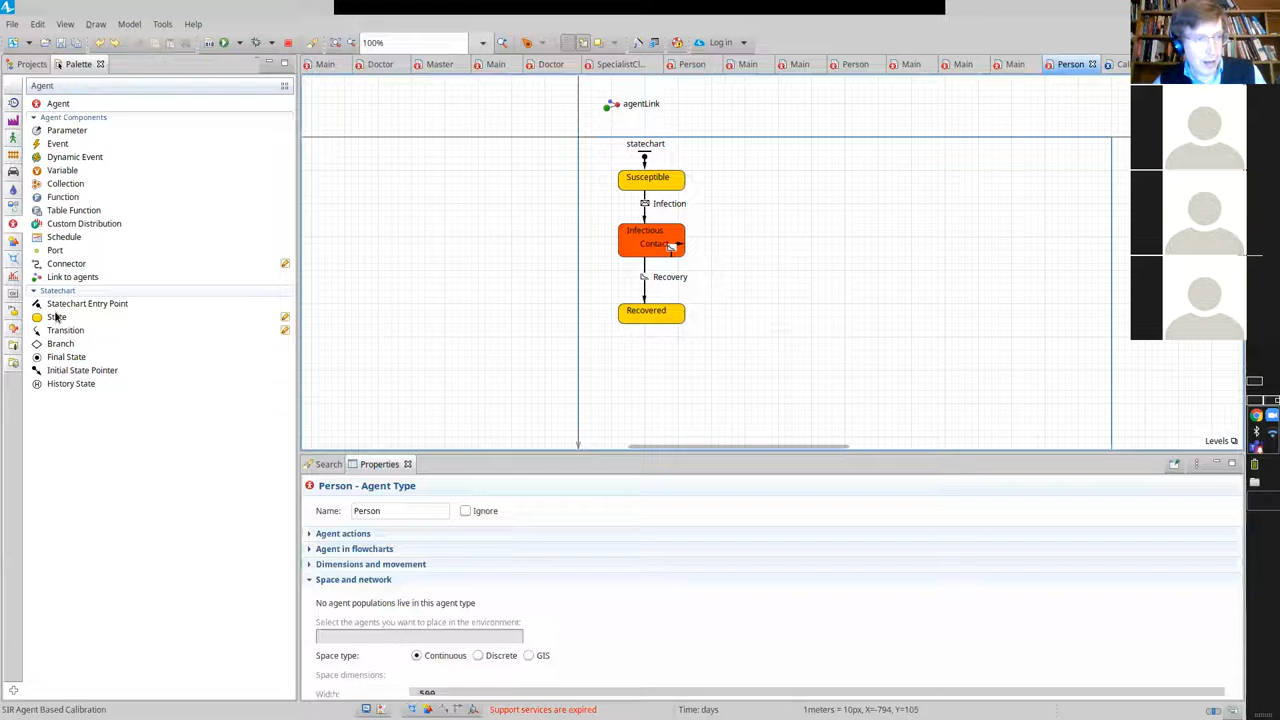 File Edit View Draw Model Tools Help
100% Log in
Projects Palette Main Doctor Master Main Doctor SpecialistCl... Person Main Main Person Main Main Main Person Cal
Agent
Agent
Agent Components
Parameter
Event
Dynamic Event
Variable
Collection
Function
Table Function
Custom Distribution
Schedule
Port
Connector
Link to agents
Statechart
Statechart Entry Point
State
Transition
Branch
Final State
Initial State Pointer
History State
agentLink
statechart
Susceptible
Infection
Infectious
Contact
Recovery
Recovered
Levels
Search Properties
Person - Agent Type
Name: Person Ignore
Agent actions
Agent in flowcharts
Dimensions and movement
Space and network
No agent populations live in this agent type
Select the agents you want to place in the environment:
Space type: Continuous Discrete GIS
Space dimensions:
Width: 500
SIR Agent Based Calibration Support services are expired Time: days 1meters = 10px, X=-794, Y=105